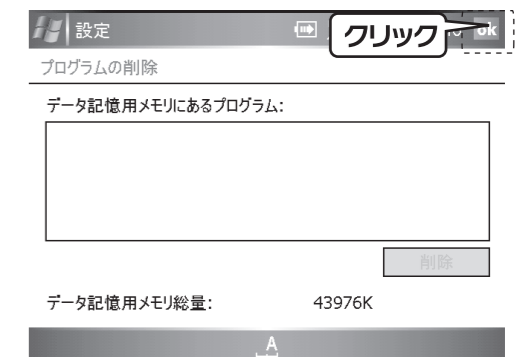 設定
クリック
ok
プログラムの削除
データ記憶用メモリにあるプログラム:
削除
データ記憶用メモリ総量: 43976K
A